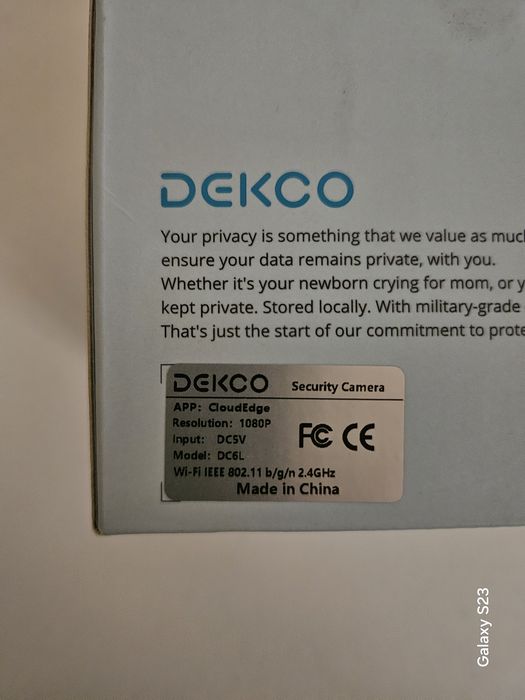 DEKCO
Your privacy is something that we value as much
ensure your data remains private, with you.
Whether it's your newborn crying for mom, or
kept private. Stored locally. With military-grade
That's just the start of our commitment to
DEKCO Security Camera
APP: CloudEdge
Resolution: 1080P
Input: DC5V
Model: DC6L
Wi-Fi IEEE 802.11 b/g/n 2.4GHz
FC CE
Made in China
Galaxy S23